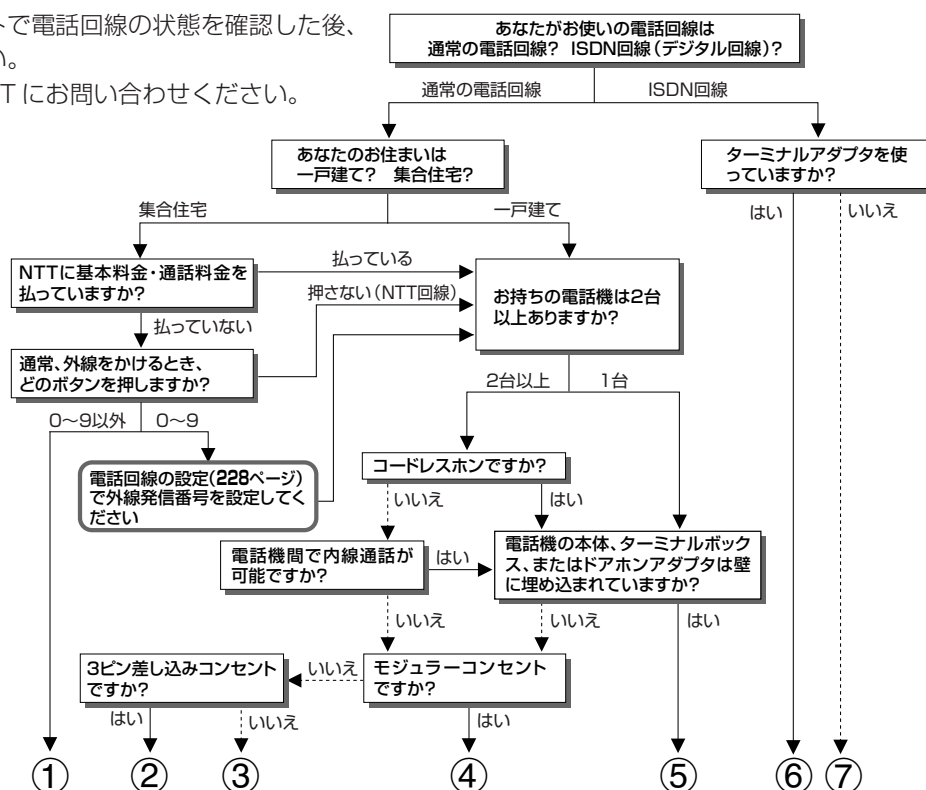 トで電話回線の状態を確認した後、
い。
Tにお問い合わせください。
あなたがお使いの電話回線は
通常の電話回線? ISDN回線(デジタル回線)?
通常の電話回線
ISDN回線
あなたのお住まいは
一戸建て? 集合住宅?
ターミナルアダプタを使
っていますか?
集合住宅
一戸建て
はい
いいえ
NTTに基本料金・通話料金を
払っていますか?
払っている
お持ちの電話機は2台
以上ありますか?
押さない(NTT回線)
払っていない
通常、外線をかけるとき、
どのボタンを押しますか?
2台以上
1台
0〜9以外
0〜9
コードレスホンですか?
電話回線の設定(228ページ)
で外線発信番号を設定してく
ださい
いいえ
はい
電話機間で内線通話が
可能ですか?
はい
電話機の本体、ターミナルボック
ス、またはドアホンアダプタは壁
に埋め込まれていますか?
いいえ
いいえ
はい
3ピン差し込みコンセント
ですか?
いいえ
モジュラーコンセント
ですか?
はい
いいえ
はい
①
②
③
④
⑤
⑥
⑦